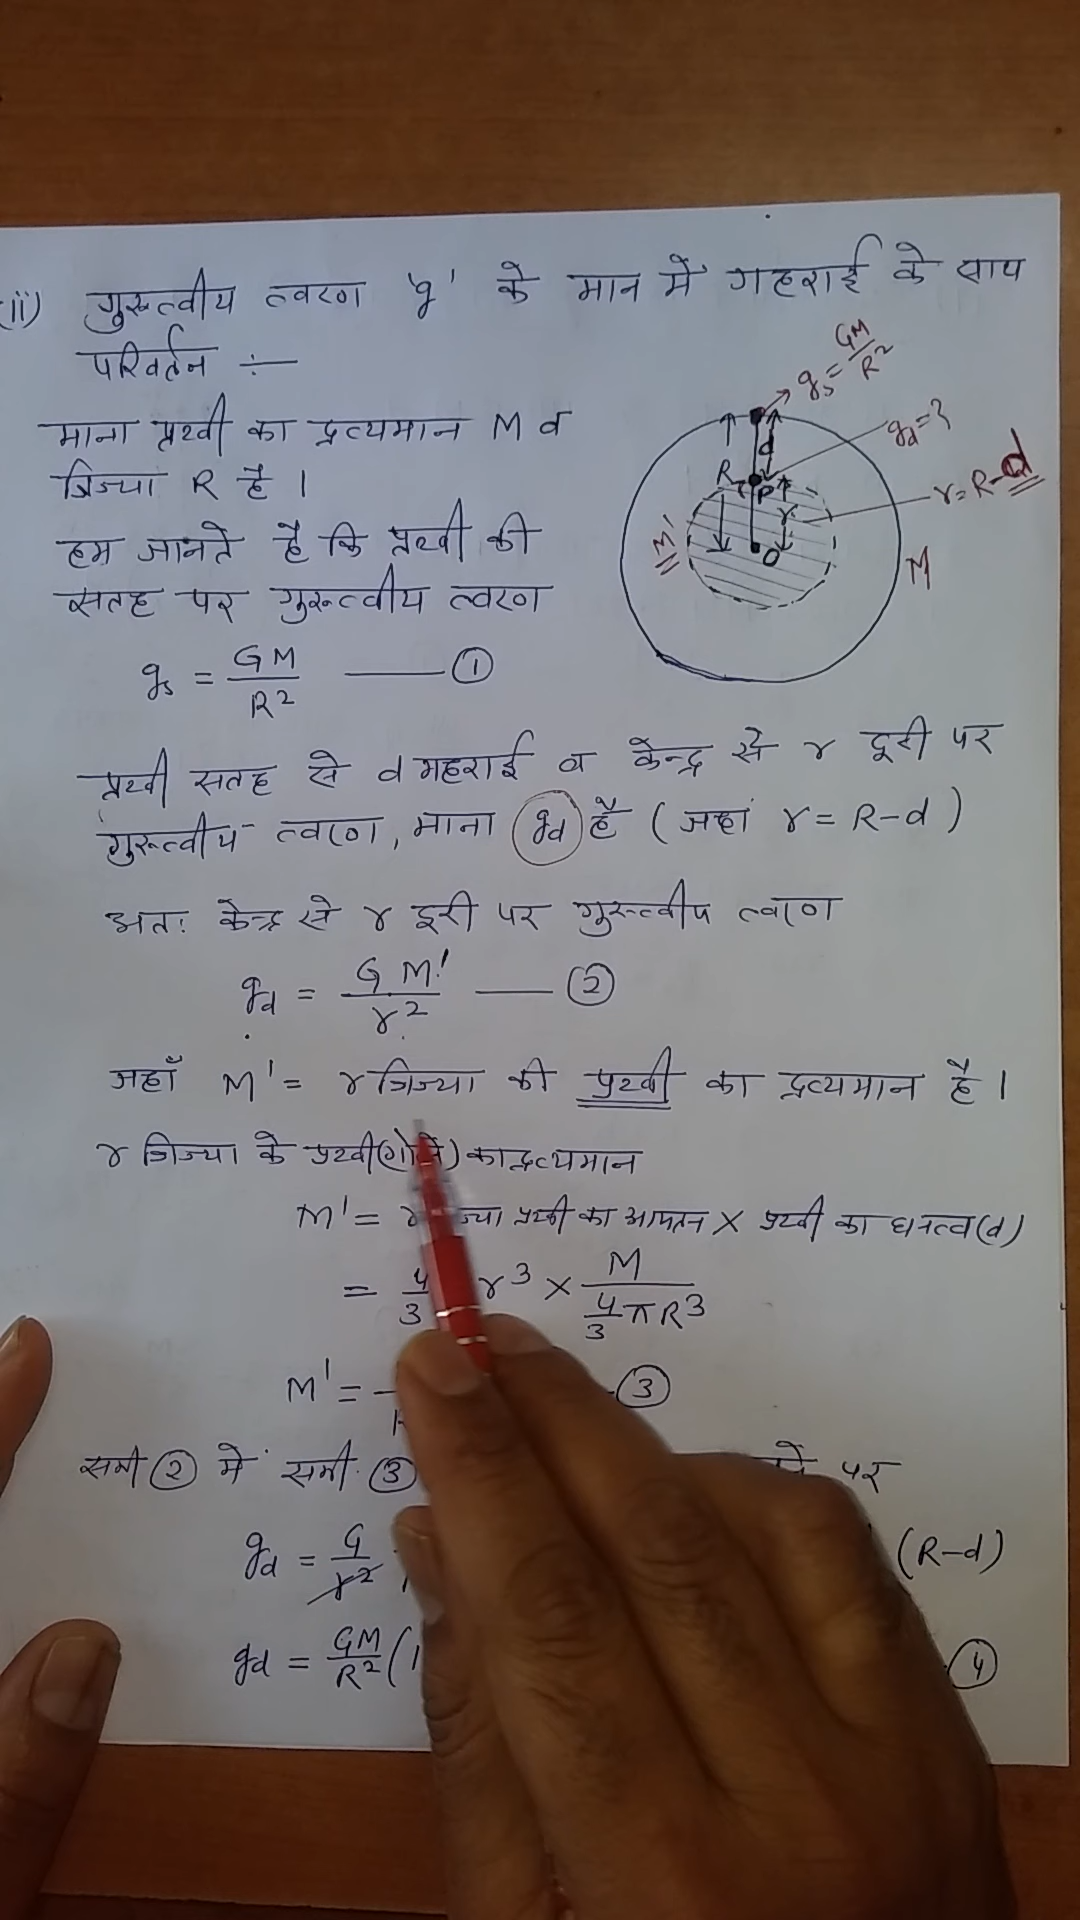 (ii) गुरुत्वीय त्वरण 'g' के मान में गहराई के साथ
परिवर्तन :—
माना पृथ्वी का द्रव्यमान M व
त्रिज्या R है ।
हम जानते है कि पृथ्वी की
सतह पर गुरुत्वीय त्वरण
gs = GM/R² —— ①
gs = GM/R²
gd = ?
r = R-d
d
R
P
r
O
M'
M
पृथ्वी सतह से d गहराई व केन्द्र से r दूरी पर
गुरुत्वीय त्वरण, माना gd है ( जहां r = R-d )
अतः केन्द्र से r दूरी पर गुरुत्वीय त्वरण
gd = GM'/r² —— ②
जहाँ M' = r त्रिज्या की पृथ्वी का द्रव्यमान है ।
r त्रिज्या के पृथ्वी (गोले) का द्रव्यमान
M' = r पृथ्वी का आयतन × पृथ्वी का घनत्व (d)
= 4/3 r³ × M / 4/3 πR³
M' = ③
समी ② में समी. ③ पर
gd = G/r² (R-d)
gd = GM/R² (1 ④